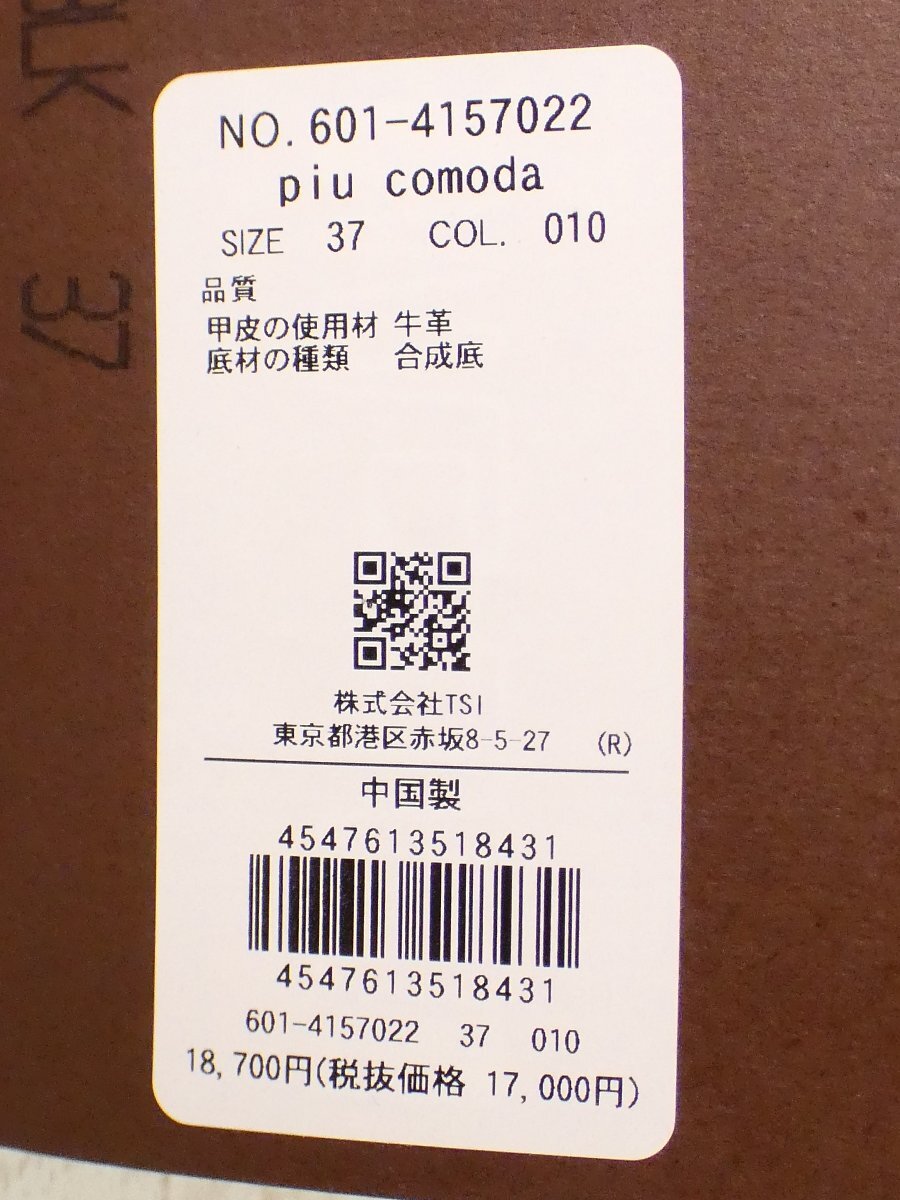 BLK 37
NO. 601-4157022
piu comoda
SIZE 37 COL. 010
品質
甲皮の使用材 牛革
底材の種類 合成底
株式会社TSI
東京都港区赤坂8-5-27 (R)
中国製
4547613518431
4547613518431
601-4157022 37 010
18,700円(税抜価格 17,000円)